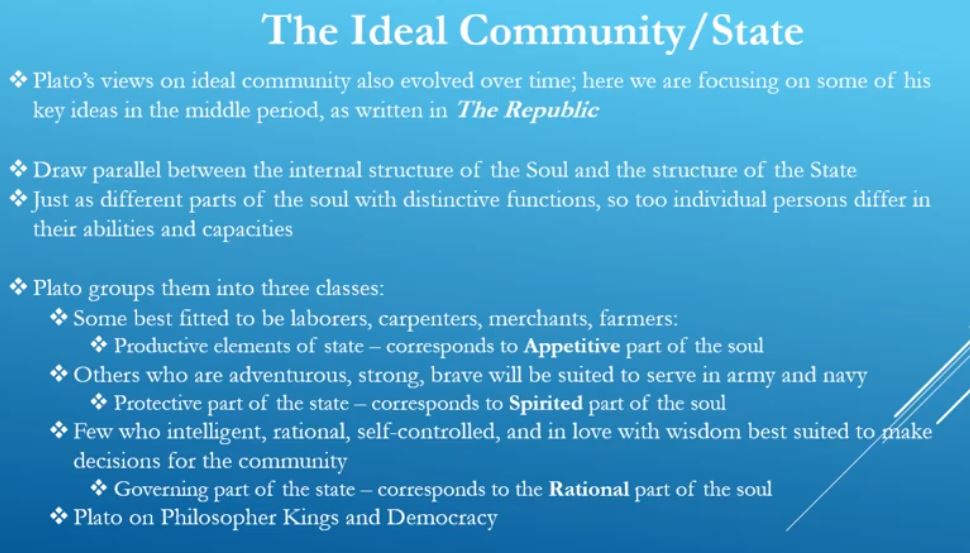 The Ideal Community/State
❖ Plato's views on ideal community also evolved over time; here we are focusing on some of his
key ideas in the middle period, as written in The Republic
❖ Draw parallel between the internal structure of the Soul and the structure of the State
❖ Just as different parts of the soul with distinctive functions, so too individual persons differ in
their abilities and capacities
❖ Plato groups them into three classes:
❖ Some best fitted to be laborers, carpenters, merchants, farmers:
❖ Productive elements of state – corresponds to Appetitive part of the soul
❖ Others who are adventurous, strong, brave will be suited to serve in army and navy
❖ Protective part of the state – corresponds to Spirited part of the soul
❖ Few who intelligent, rational, self-controlled, and in love with wisdom best suited to make
decisions for the community
❖ Governing part of the state – corresponds to the Rational part of the soul
❖ Plato on Philosopher Kings and Democracy